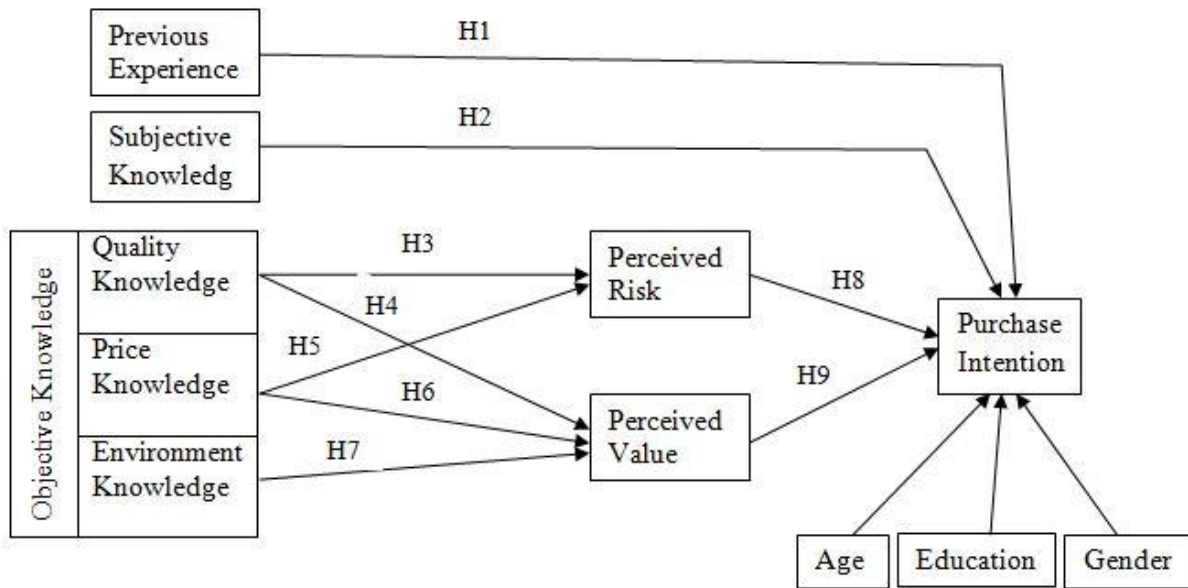 Previous
Experience
H1
Subjective
Knowledg
H2
Objective Knowledge
Quality
Knowledge
Price
Knowledge
Environment
Knowledge
H3
H4
H5
H6
H7
Perceived
Risk
Perceived
Value
H8
H9
Purchase
Intention
Age
Education
Gender